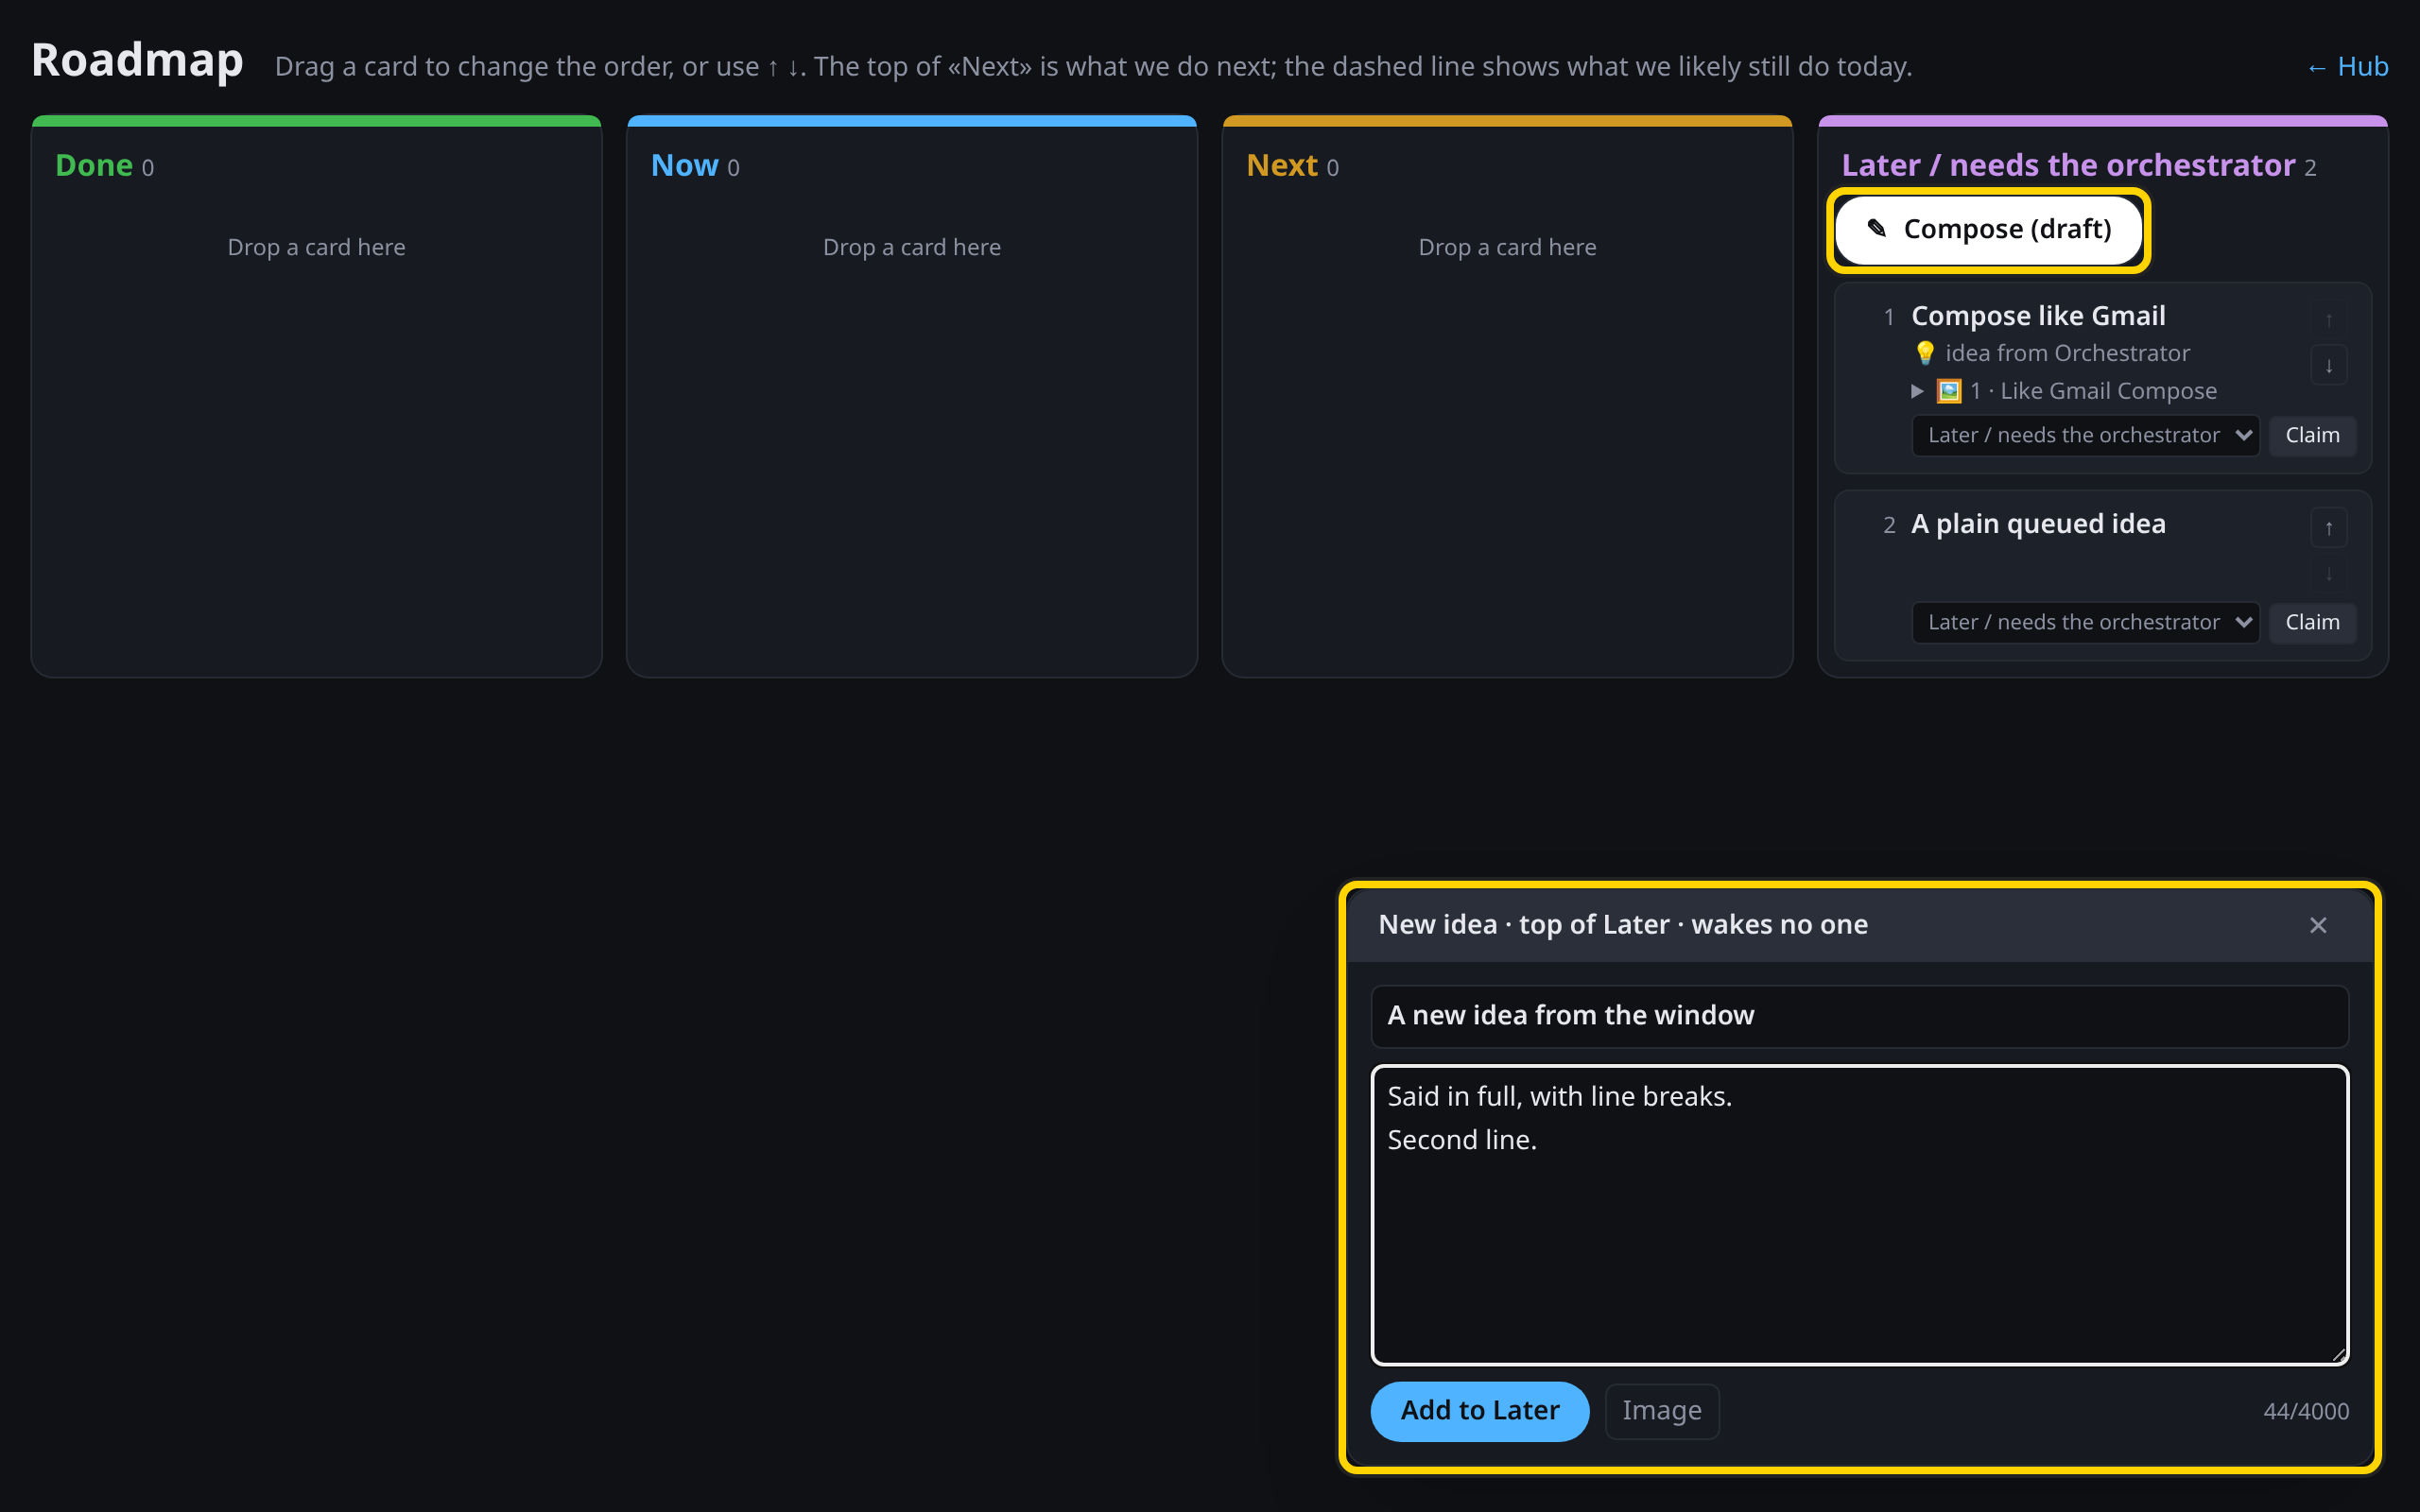 Roadmap Drag a card to change the order, or use ↑ ↓. The top of «Next» is what we do next; the dashed line shows what we likely still do today. ← Hub
Done 0
Drop a card here
Now 0
Drop a card here
Next 0
Drop a card here
Later / needs the orchestrator 2
✎ Compose (draft)
1 Compose like Gmail ↑
💡 idea from Orchestrator ↓
▶ 🖼️ 1 · Like Gmail Compose
Later / needs the orchestrator Claim
2 A plain queued idea ↑
↓
Later / needs the orchestrator Claim
New idea · top of Later · wakes no one ✕
A new idea from the window
Said in full, with line breaks.
Second line.
Add to Later Image 44/4000